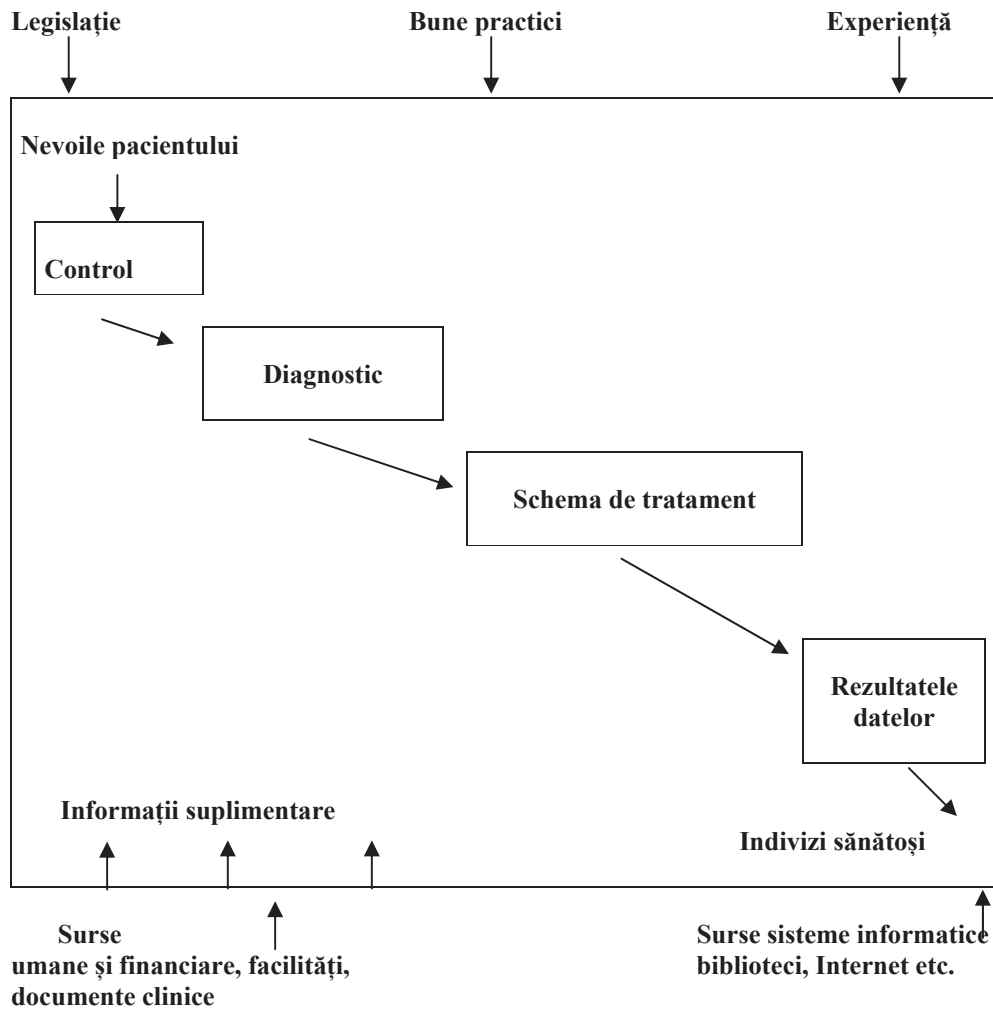 Legislație
Bune practici
Experiență
Nevoile pacientului
Control
Diagnostic
Schema de tratament
Rezultatele
datelor
Informații suplimentare
Indivizi sănătoși
Surse
umane și financiare, facilități,
documente clinice
Surse sisteme informatice
biblioteci, Internet etc.